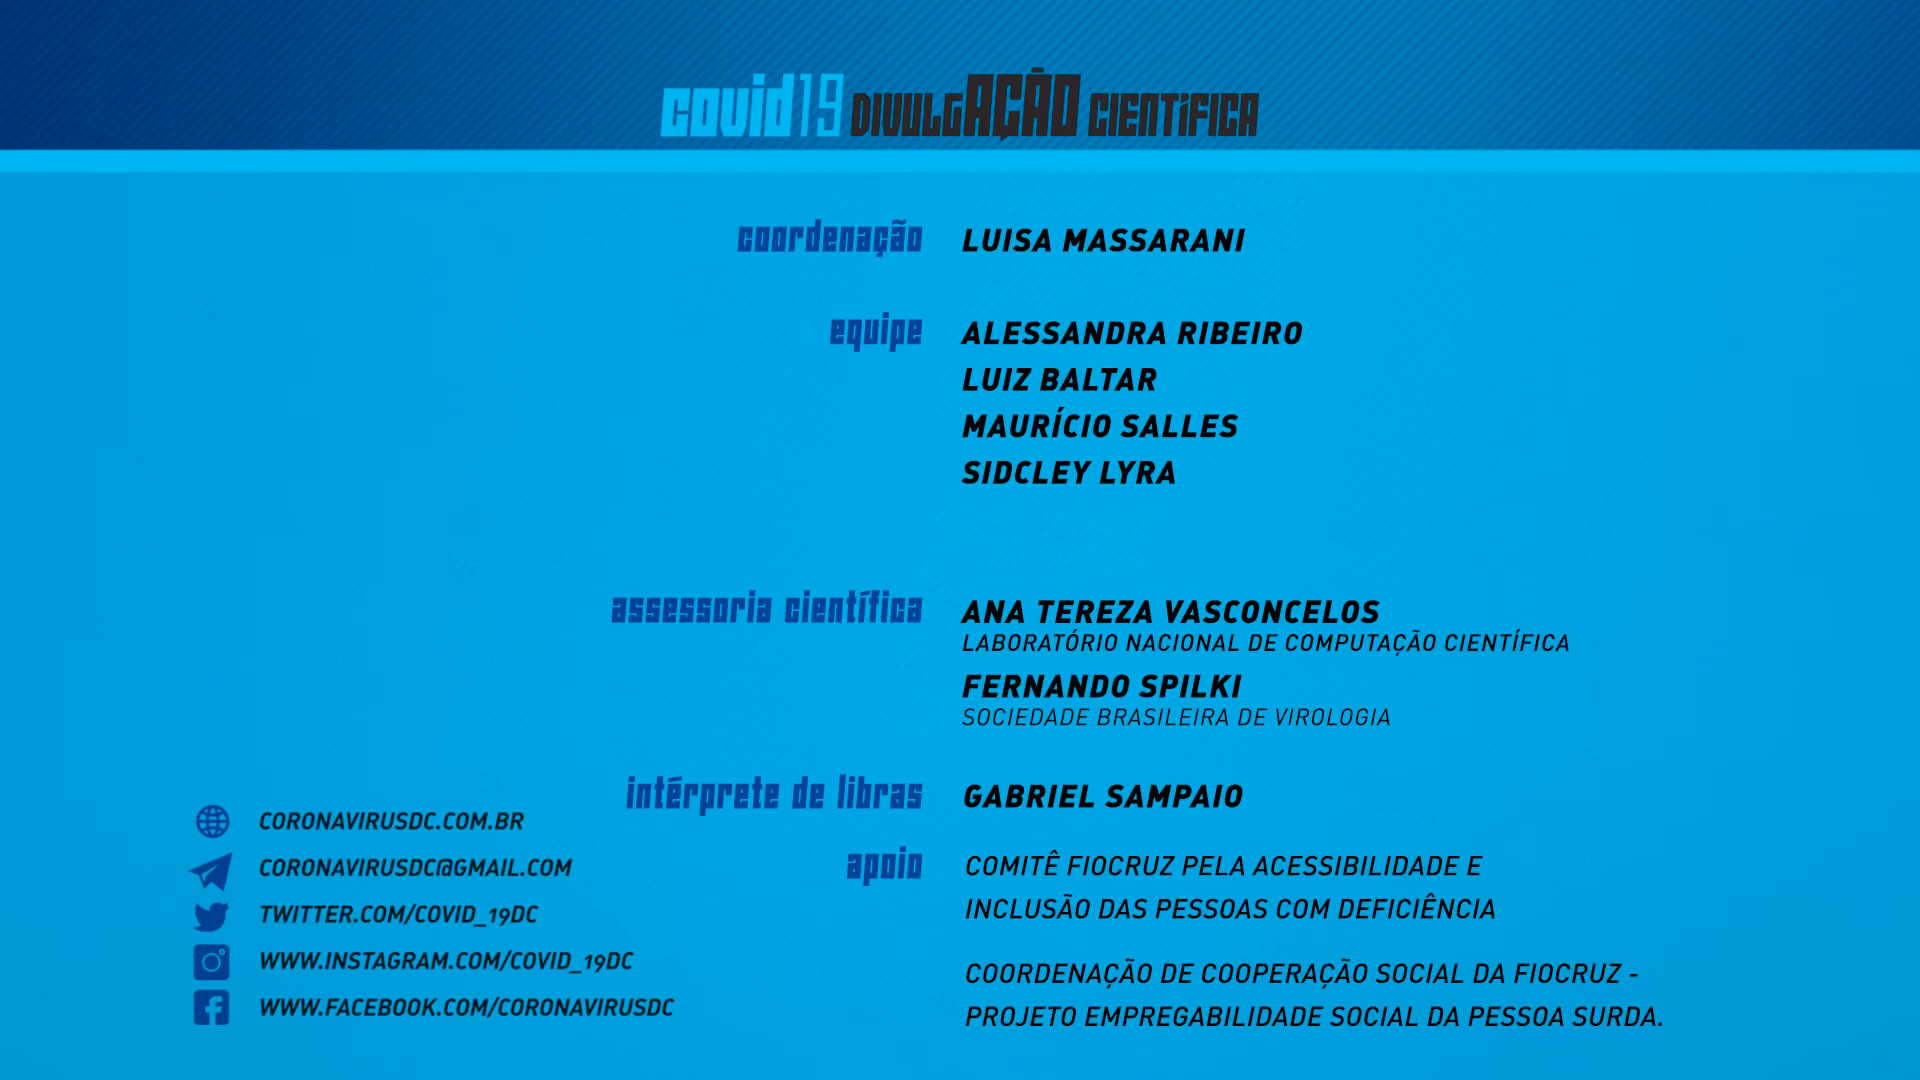 covid19 DIVULGAÇÃO CIENTÍFICA
coordenação LUISA MASSARANI
equipe ALESSANDRA RIBEIRO
LUIZ BALTAR
MAURÍCIO SALLES
SIDCLEY LYRA
assessoria científica ANA TEREZA VASCONCELOS
LABORATÓRIO NACIONAL DE COMPUTAÇÃO CIENTÍFICA
FERNANDO SPILKI
SOCIEDADE BRASILEIRA DE VIROLOGIA
intérprete de libras GABRIEL SAMPAIO
apoio COMITÊ FIOCRUZ PELA ACESSIBILIDADE E
INCLUSÃO DAS PESSOAS COM DEFICIÊNCIA
COORDENAÇÃO DE COOPERAÇÃO SOCIAL DA FIOCRUZ -
PROJETO EMPREGABILIDADE SOCIAL DA PESSOA SURDA.
CORONAVIRUSDC.COM.BR
CORONAVIRUSDC@GMAIL.COM
TWITTER.COM/COVID_19DC
WWW.INSTAGRAM.COM/COVID_19DC
WWW.FACEBOOK.COM/CORONAVIRUSDC